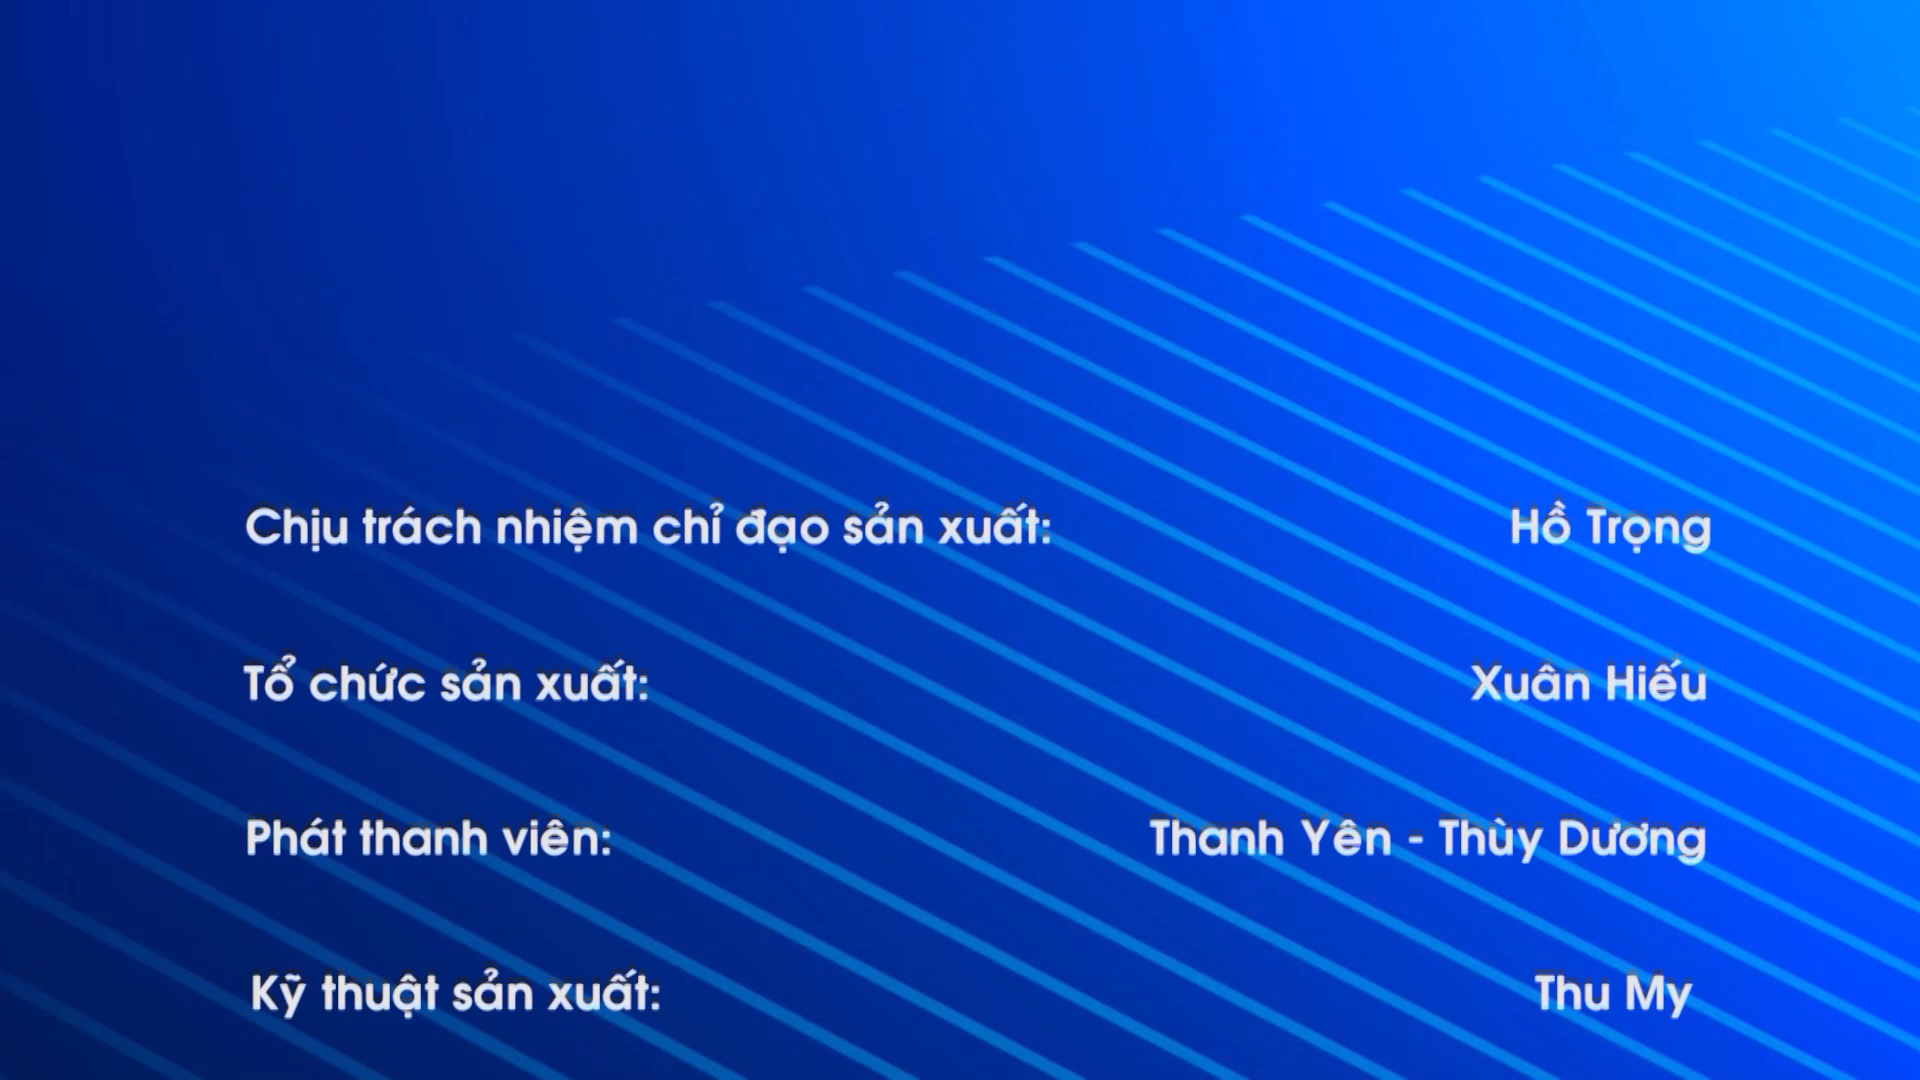 Chịu trách nhiệm chỉ đạo sản xuất: Hồ Trọng
Tổ chức sản xuất: Xuân Hiếu
Phát thanh viên: Thanh Yên - Thùy Dương
Kỹ thuật sản xuất: Thu My